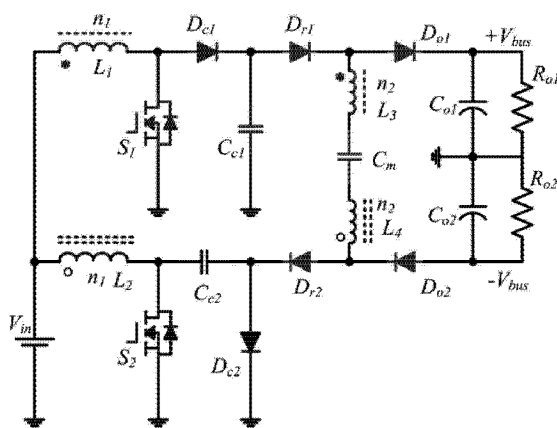 n1 Dc1 Dr1 Do1 +Vbus
* L1 * n2 L3 Co1 Ro1
S1 Cc1 Cm
n2 L4 Co2 Ro2
n1 L2 Cc2 Dr2 Do2 -Vbus
Vin S2 Dc2